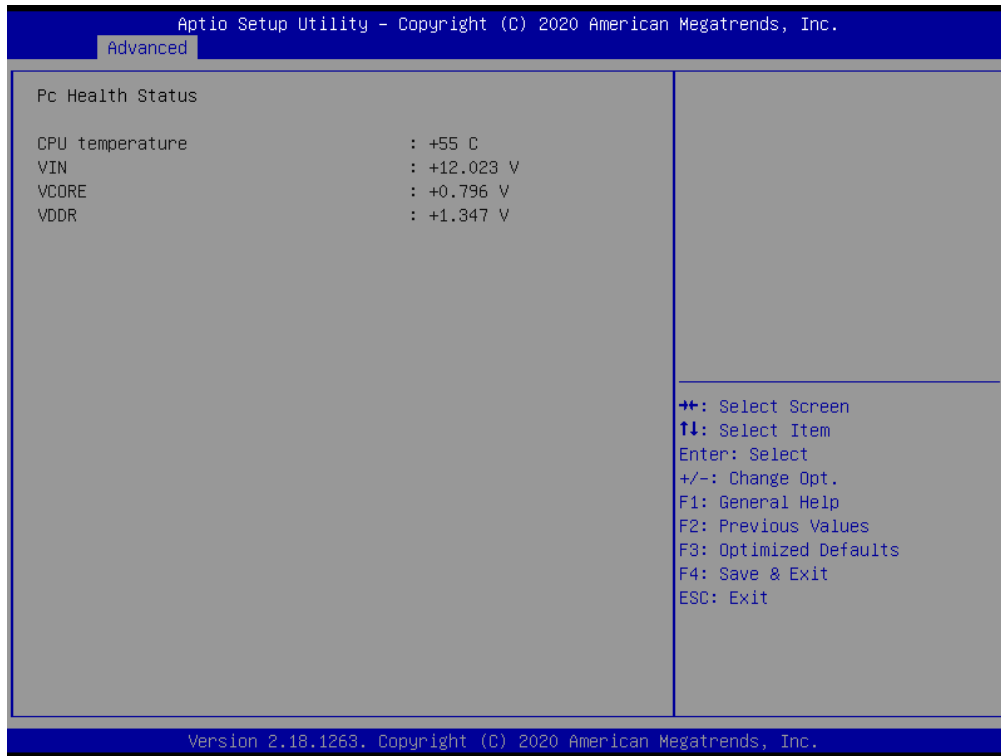 Aptio Setup Utility – Copyright (C) 2020 American Megatrends, Inc.
Advanced
Pc Health Status
CPU temperature : +55 C
VIN : +12.023 V
VCORE : +0.796 V
VDDR : +1.347 V
→←: Select Screen
↑↓: Select Item
Enter: Select
+/-: Change Opt.
F1: General Help
F2: Previous Values
F3: Optimized Defaults
F4: Save & Exit
ESC: Exit
Version 2.18.1263. Copyright (C) 2020 American Megatrends, Inc.